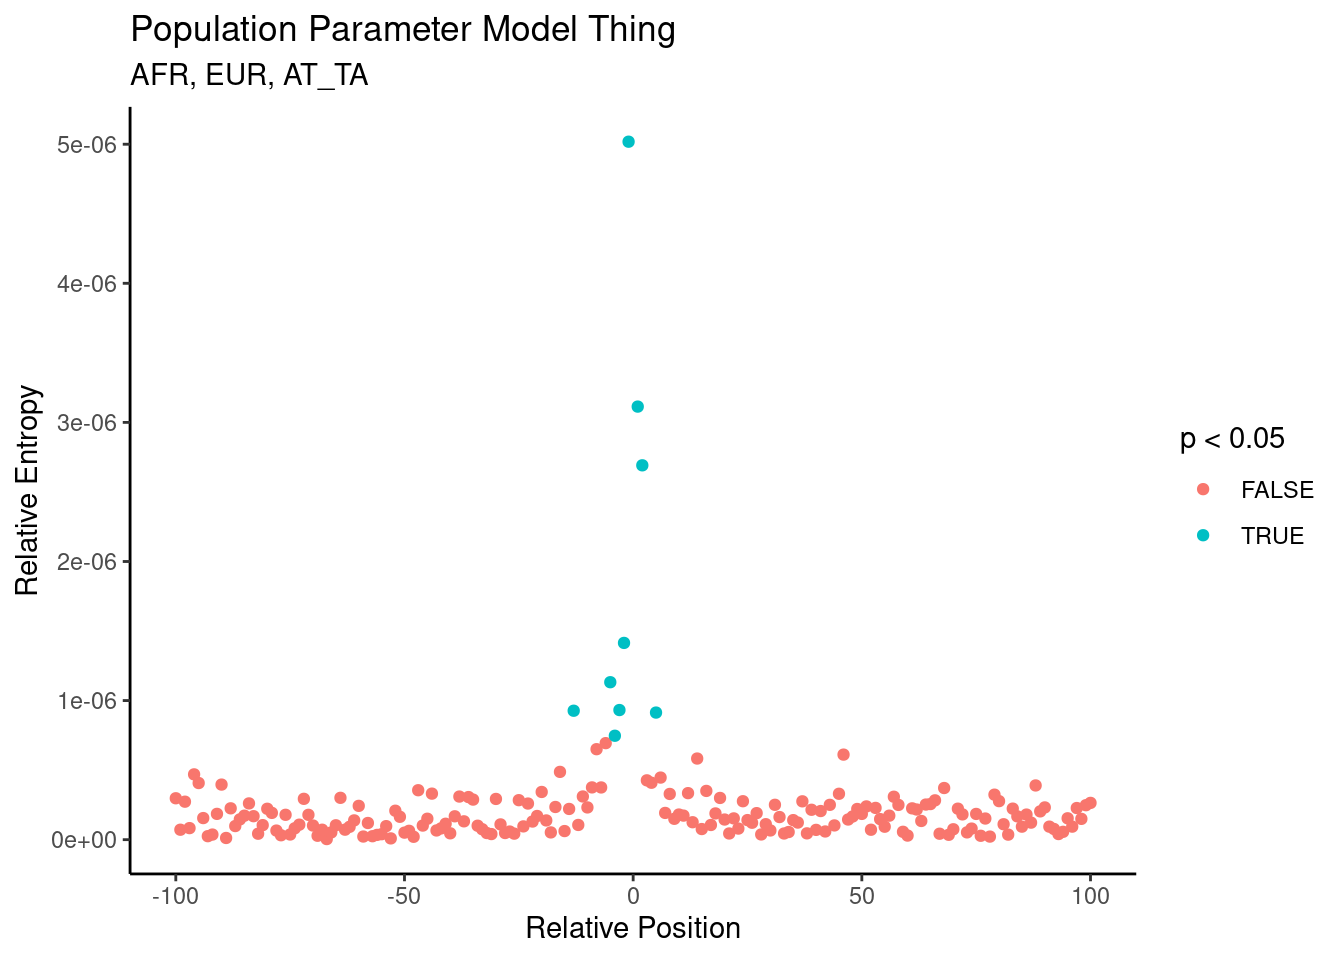 Population Parameter Model Thing
AFR, EUR, AT_TA
5e-06
4e-06
3e-06
2e-06
1e-06
0e+00
Relative Entropy
-100
-50
0
50
100
Relative Position
p < 0.05
FALSE
TRUE